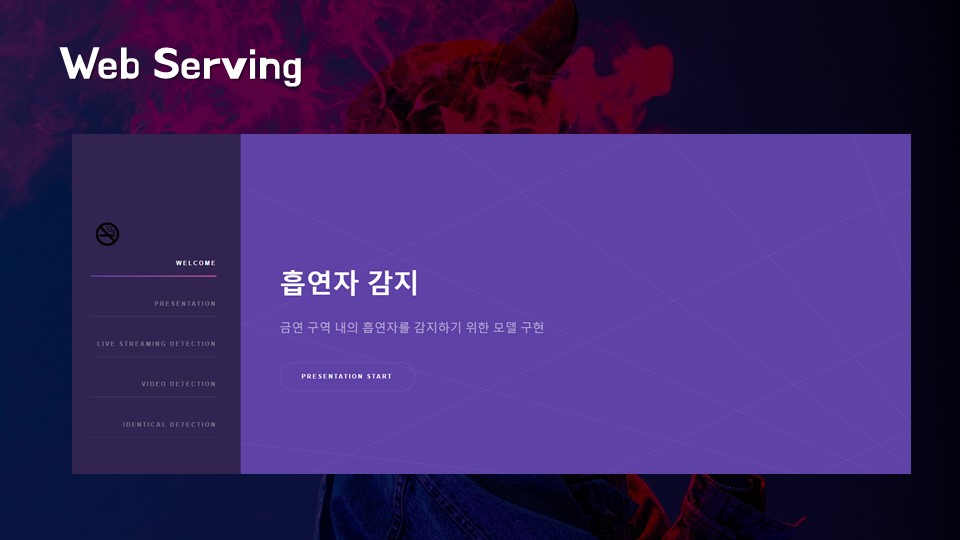 Web Serving
WELCOME
PRESENTATION
LIVE STREAMING DETECTION
VIDEO DETECTION
IDENTICAL DETECTION
흡연자 감지
금연 구역 내의 흡연자를 감지하기 위한 모델 구현
PRESENTATION START